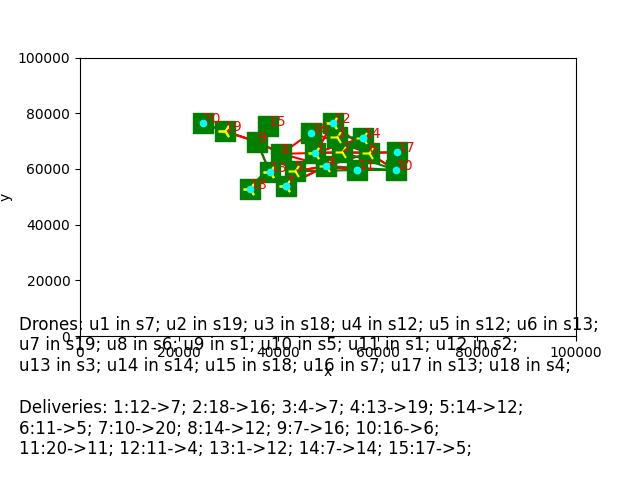 100000
80000
60000
40000
20000
0
0 20000 40000 60000 80000 100000
x
y
12
14
17
15
19
Drones: u1 in s7; u2 in s19; u3 in s18; u4 in s12; u5 in s12; u6 in s13;
u7 in s19; u8 in s6; u9 in s1; u10 in s5; u11 in s1; u12 in s2;
u13 in s3; u14 in s14; u15 in s18; u16 in s7; u17 in s13; u18 in s4;
Deliveries: 1:12->7; 2:18->16; 3:4->7; 4:13->19; 5:14->12;
6:11->5; 7:10->20; 8:14->12; 9:7->16; 10:16->6;
11:20->11; 12:11->4; 13:1->12; 14:7->14; 15:17->5;